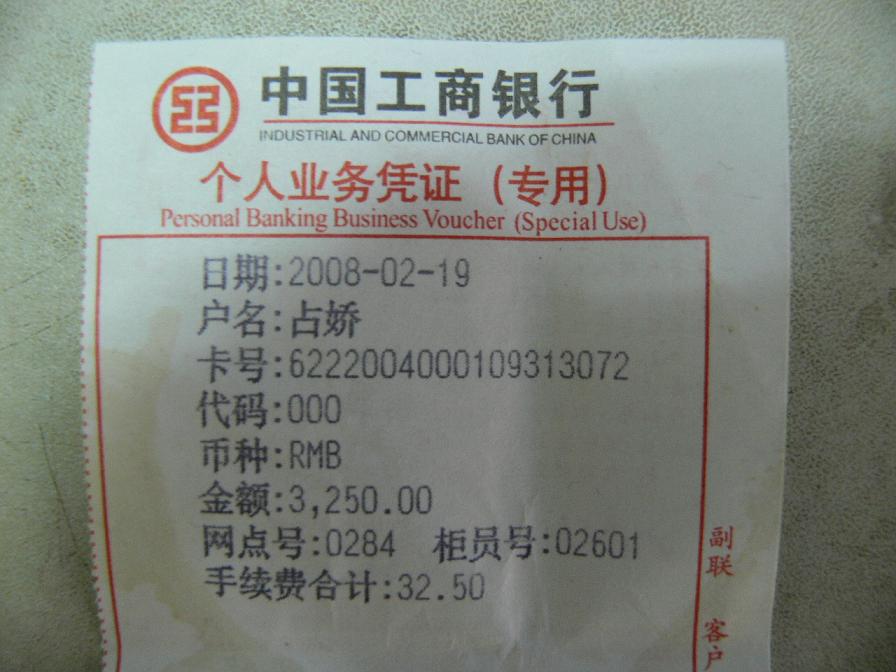 中国工商银行
INDUSTRIAL AND COMMERCIAL BANK OF CHINA
个人业务凭证（专用）
Personal Banking Business Voucher (Special Use)
日期:2008-02-19
户名:占娇
卡号:6222004000109313072
代码:000
币种:RMB
金额:3,250.00
网点号:0284 柜员号:02601
手续费合计:32.50
副联 客户